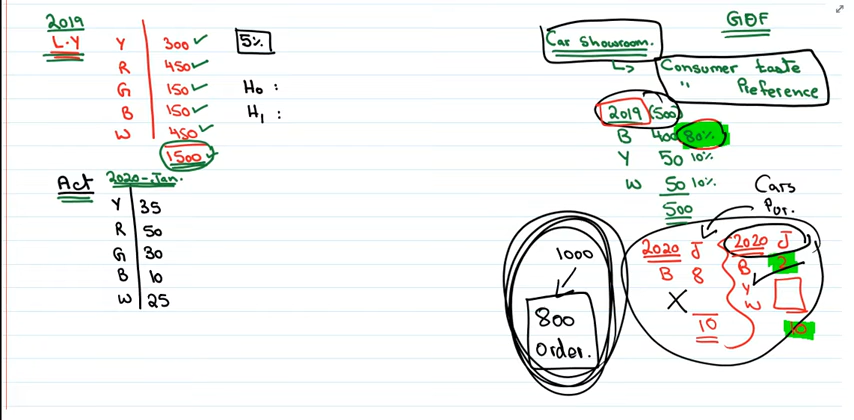 2019
L.Y
Y 300 ✓
R 450 ✓
G 150 ✓
B 150 ✓
W 450 ✓
1500 ✓
5%
H₀ :
H₁ :
Act 2020-Jan.
Y 35
R 50
G 30
B 10
W 25
GOF
Car Showroom.
↳ Consumer taste
" Preference
2019 (500)
B 400 80%
Y 50 10%
W 50 10%
500
Cars
Pur.
2020 J
B 8
X
10
2020 J
B 2
Y
W
10
1000
800
Order.